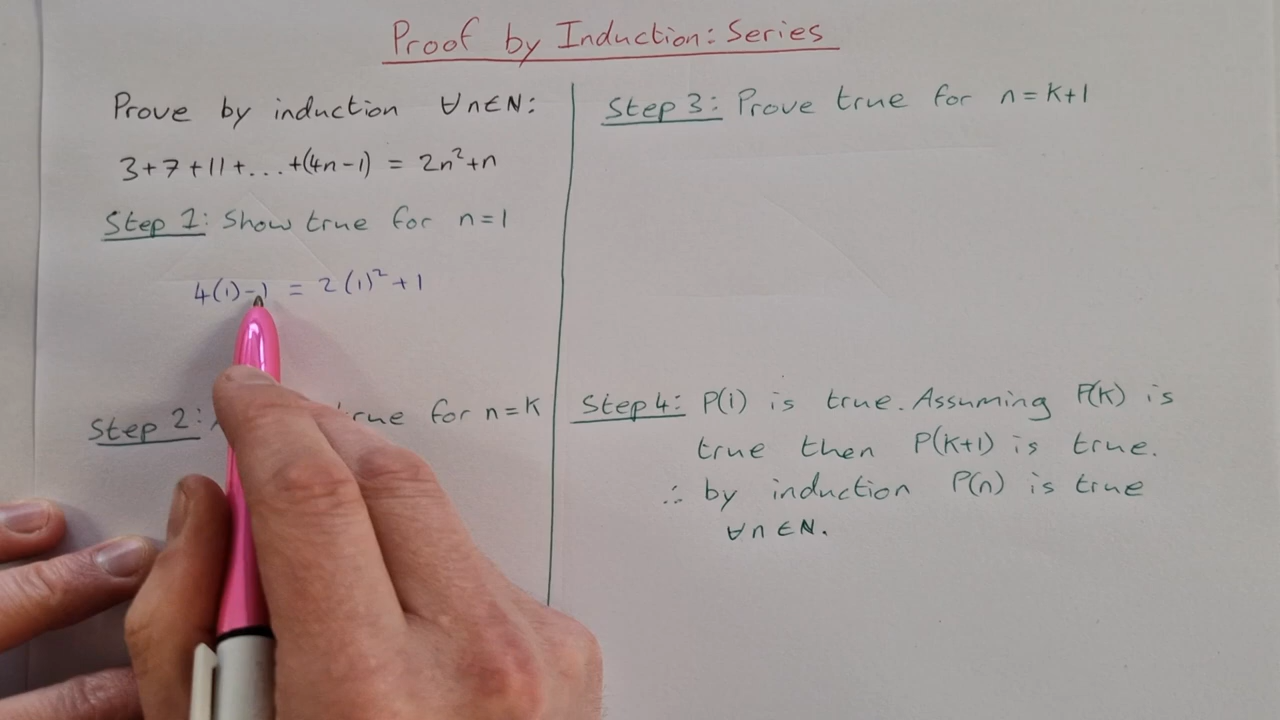 Proof by Induction: Series
Prove by induction ∀n∈N:
3+7+11+...+(4n-1) = 2n²+n
Step 1: Show true for n=1
4(1)-1 = 2(1)²+1
Step 2: true for n=k
Step 3: Prove true for n=k+1
Step 4: P(1) is true. Assuming P(k) is
true then P(k+1) is true.
∴ by induction P(n) is true
∀n∈N.